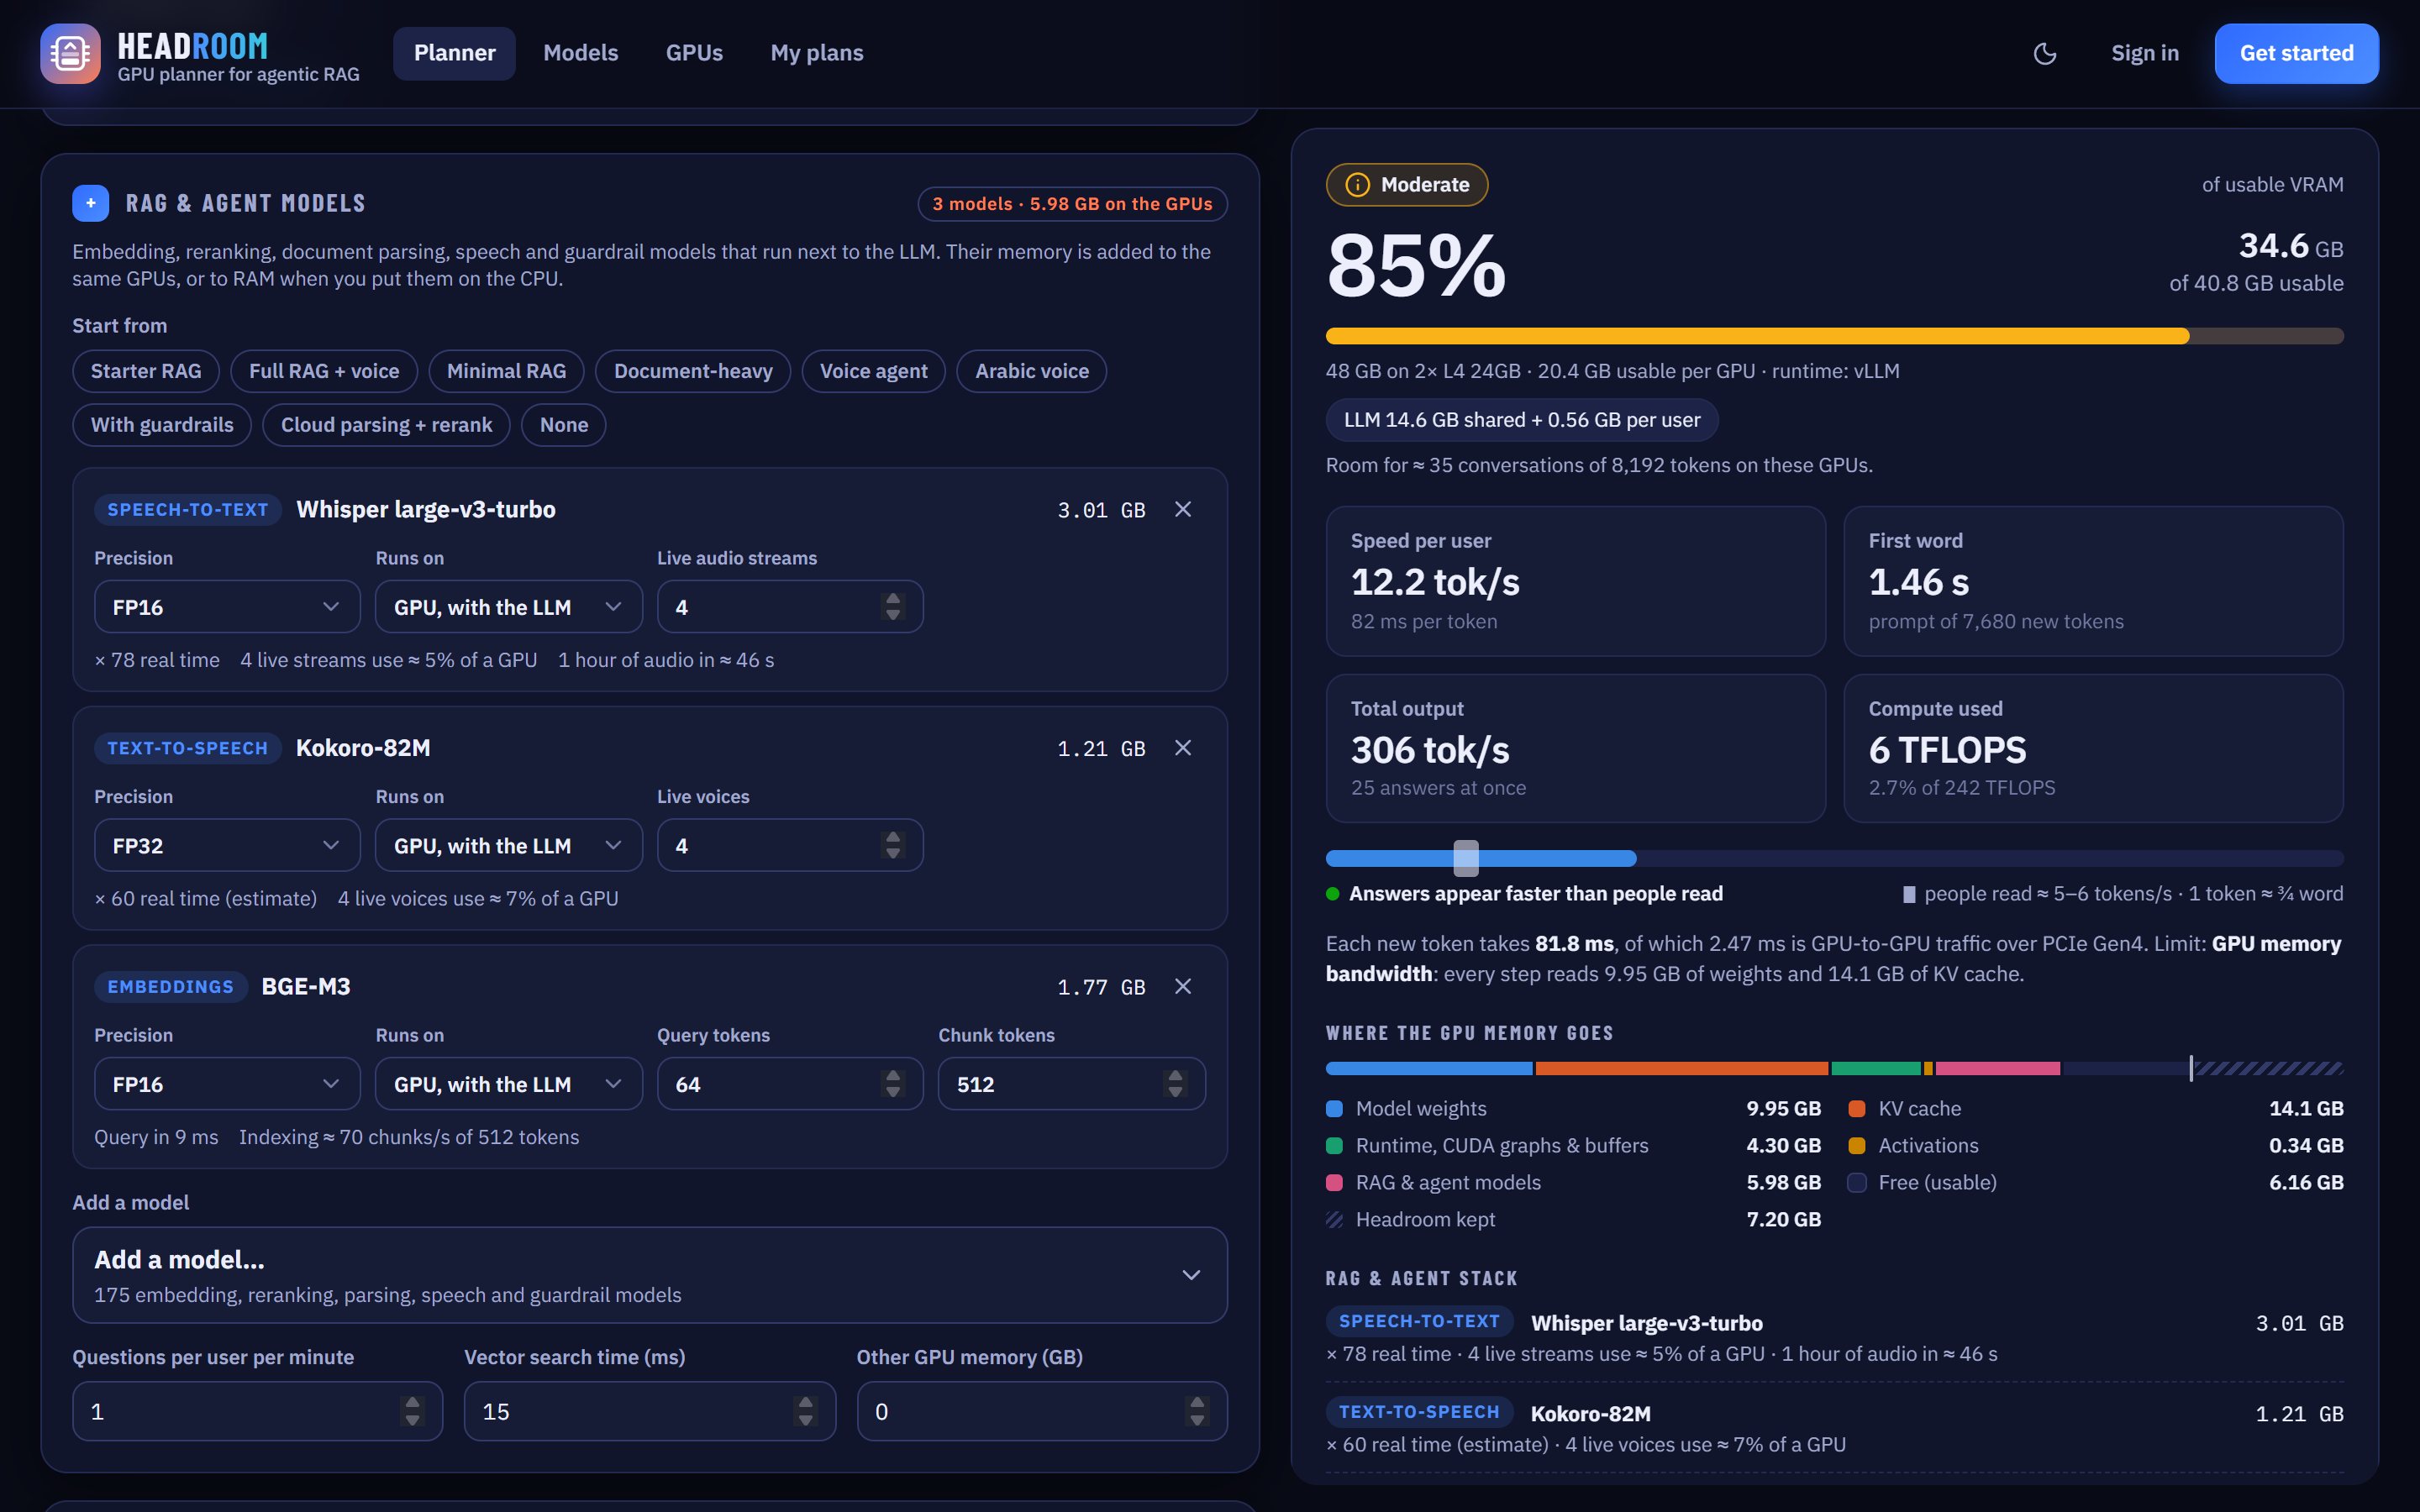 HEADROOM
GPU planner for agentic RAG
Planner
Models
GPUs
My plans
Sign in
Get started
RAG & AGENT MODELS
3 models · 5.98 GB on the GPUs
Embedding, reranking, document parsing, speech and guardrail models that run next to the LLM. Their memory is added to the
same GPUs, or to RAM when you put them on the CPU.
Start from
Starter RAG
Full RAG + voice
Minimal RAG
Document-heavy
Voice agent
Arabic voice
With guardrails
Cloud parsing + rerank
None
SPEECH-TO-TEXT Whisper large-v3-turbo 3.01 GB
Precision Runs on Live audio streams
FP16 GPU, with the LLM 4
× 78 real time 4 live streams use ≈ 5% of a GPU 1 hour of audio in ≈ 46 s
TEXT-TO-SPEECH Kokoro-82M 1.21 GB
Precision Runs on Live voices
FP32 GPU, with the LLM 4
× 60 real time (estimate) 4 live voices use ≈ 7% of a GPU
EMBEDDINGS BGE-M3 1.77 GB
Precision Runs on Query tokens Chunk tokens
FP16 GPU, with the LLM 64 512
Query in 9 ms Indexing ≈ 70 chunks/s of 512 tokens
Add a model
Add a model...
175 embedding, reranking, parsing, speech and guardrail models
Questions per user per minute Vector search time (ms) Other GPU memory (GB)
1 15 0
Moderate
of usable VRAM
85%
34.6 GB
of 40.8 GB usable
48 GB on 2× L4 24GB · 20.4 GB usable per GPU · runtime: vLLM
LLM 14.6 GB shared + 0.56 GB per user
Room for ≈ 35 conversations of 8,192 tokens on these GPUs.
Speed per user
12.2 tok/s
82 ms per token
First word
1.46 s
prompt of 7,680 new tokens
Total output
306 tok/s
25 answers at once
Compute used
6 TFLOPS
2.7% of 242 TFLOPS
Answers appear faster than people read
people read ≈ 5–6 tokens/s · 1 token ≈ ¾ word
Each new token takes 81.8 ms, of which 2.47 ms is GPU-to-GPU traffic over PCIe Gen4. Limit: GPU memory
bandwidth: every step reads 9.95 GB of weights and 14.1 GB of KV cache.
WHERE THE GPU MEMORY GOES
Model weights 9.95 GB
KV cache 14.1 GB
Runtime, CUDA graphs & buffers 4.30 GB
Activations 0.34 GB
RAG & agent models 5.98 GB
Free (usable) 6.16 GB
Headroom kept 7.20 GB
RAG & AGENT STACK
SPEECH-TO-TEXT Whisper large-v3-turbo 3.01 GB
× 78 real time · 4 live streams use ≈ 5% of a GPU · 1 hour of audio in ≈ 46 s
TEXT-TO-SPEECH Kokoro-82M 1.21 GB
× 60 real time (estimate) · 4 live voices use ≈ 7% of a GPU